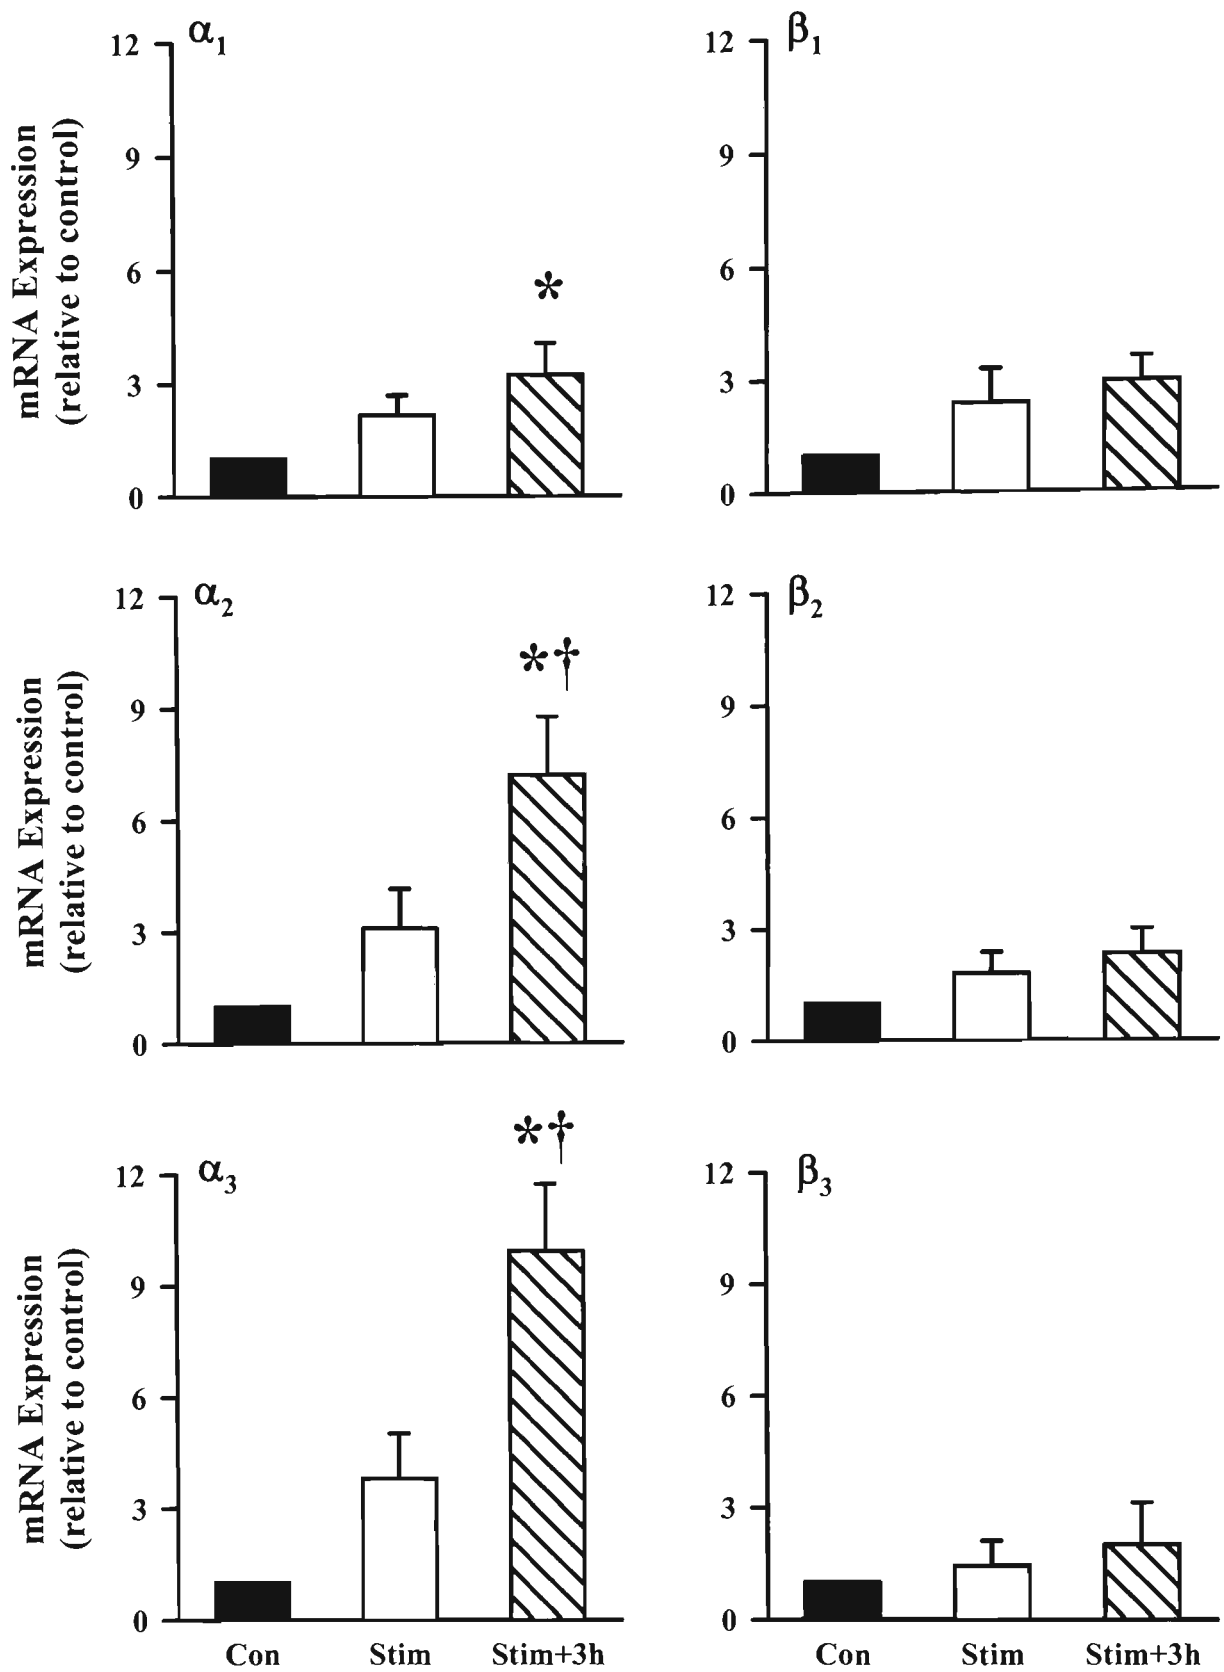 α1
12
9
6
3
0
mRNA Expression
(relative to control)
*
β1
12
9
6
3
0
α2
12
9
6
3
0
mRNA Expression
(relative to control)
*†
β2
12
9
6
3
0
α3
12
9
6
3
0
mRNA Expression
(relative to control)
*†
Con Stim Stim+3h
β3
12
9
6
3
0
Con Stim Stim+3h